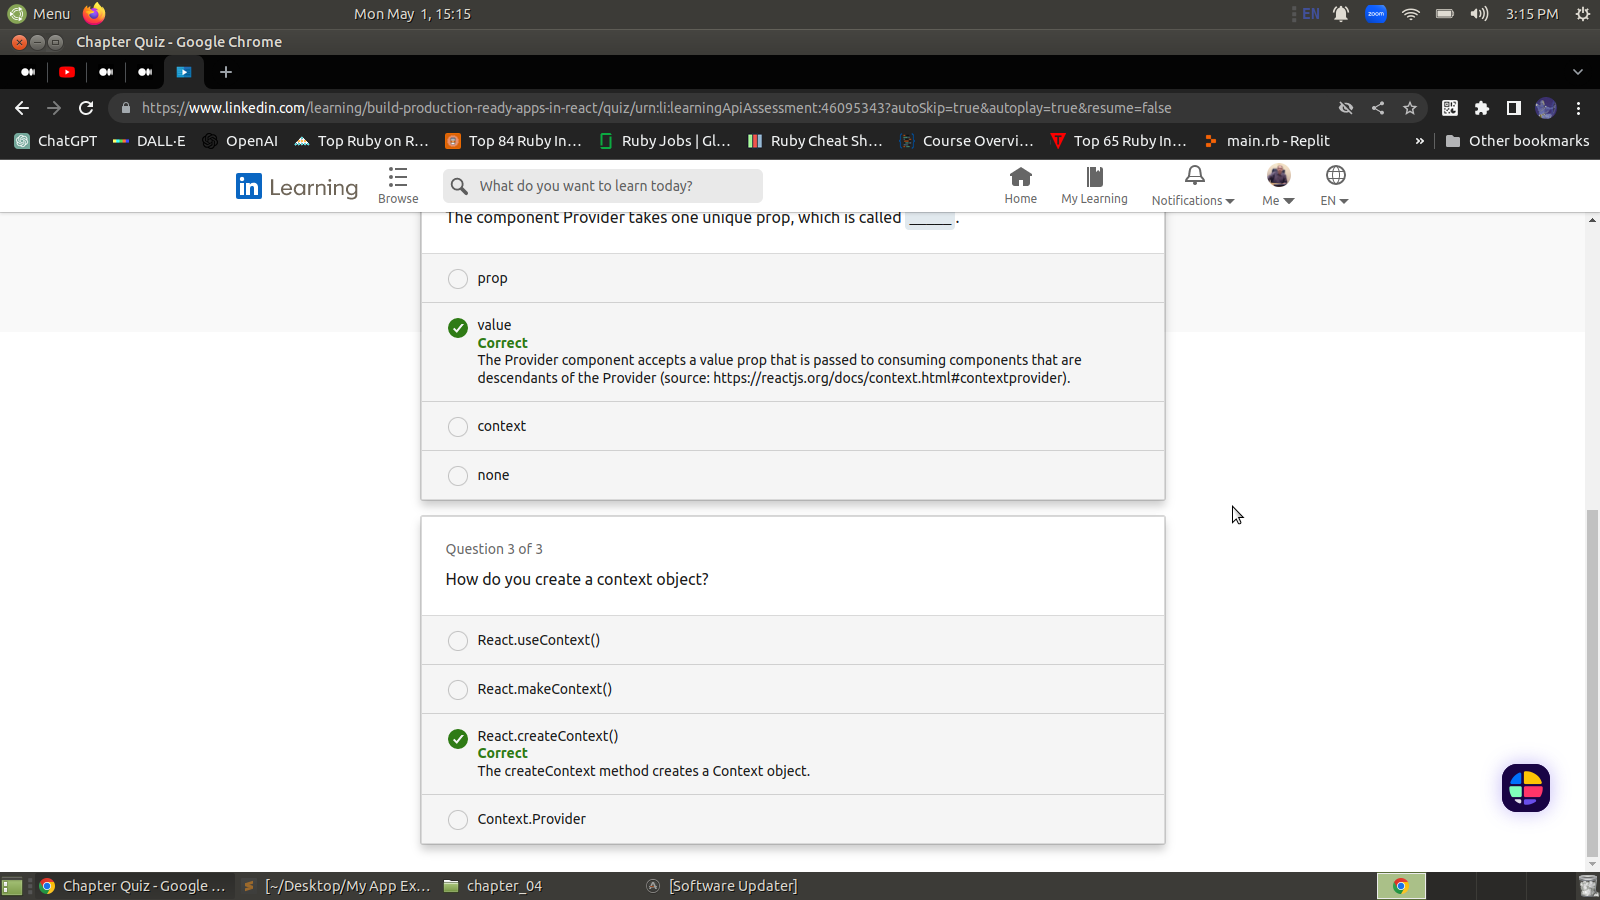 Menu
Mon May 1, 15:15
EN
zoom
3:15 PM
Chapter Quiz - Google Chrome
https://www.linkedin.com/learning/build-production-ready-apps-in-react/quiz/urn:li:learningApiAssessment:46095343?autoSkip=true&autoplay=true&resume=false
ChatGPT
DALL·E
OpenAI
Top Ruby on R...
Top 84 Ruby In...
Ruby Jobs | Gl...
Ruby Cheat Sh...
Course Overvi...
Top 65 Ruby In...
main.rb - Replit
»
Other bookmarks
in Learning
Browse
What do you want to learn today?
Home
My Learning
Notifications
Me
EN
The component Provider takes one unique prop, which is called _____.
prop
value
Correct
The Provider component accepts a value prop that is passed to consuming components that are
descendants of the Provider (source: https://reactjs.org/docs/context.html#contextprovider).
context
none
Question 3 of 3
How do you create a context object?
React.useContext()
React.makeContext()
React.createContext()
Correct
The createContext method creates a Context object.
Context.Provider
Chapter Quiz - Google ...
[~/Desktop/My App Ex...
chapter_04
[Software Updater]